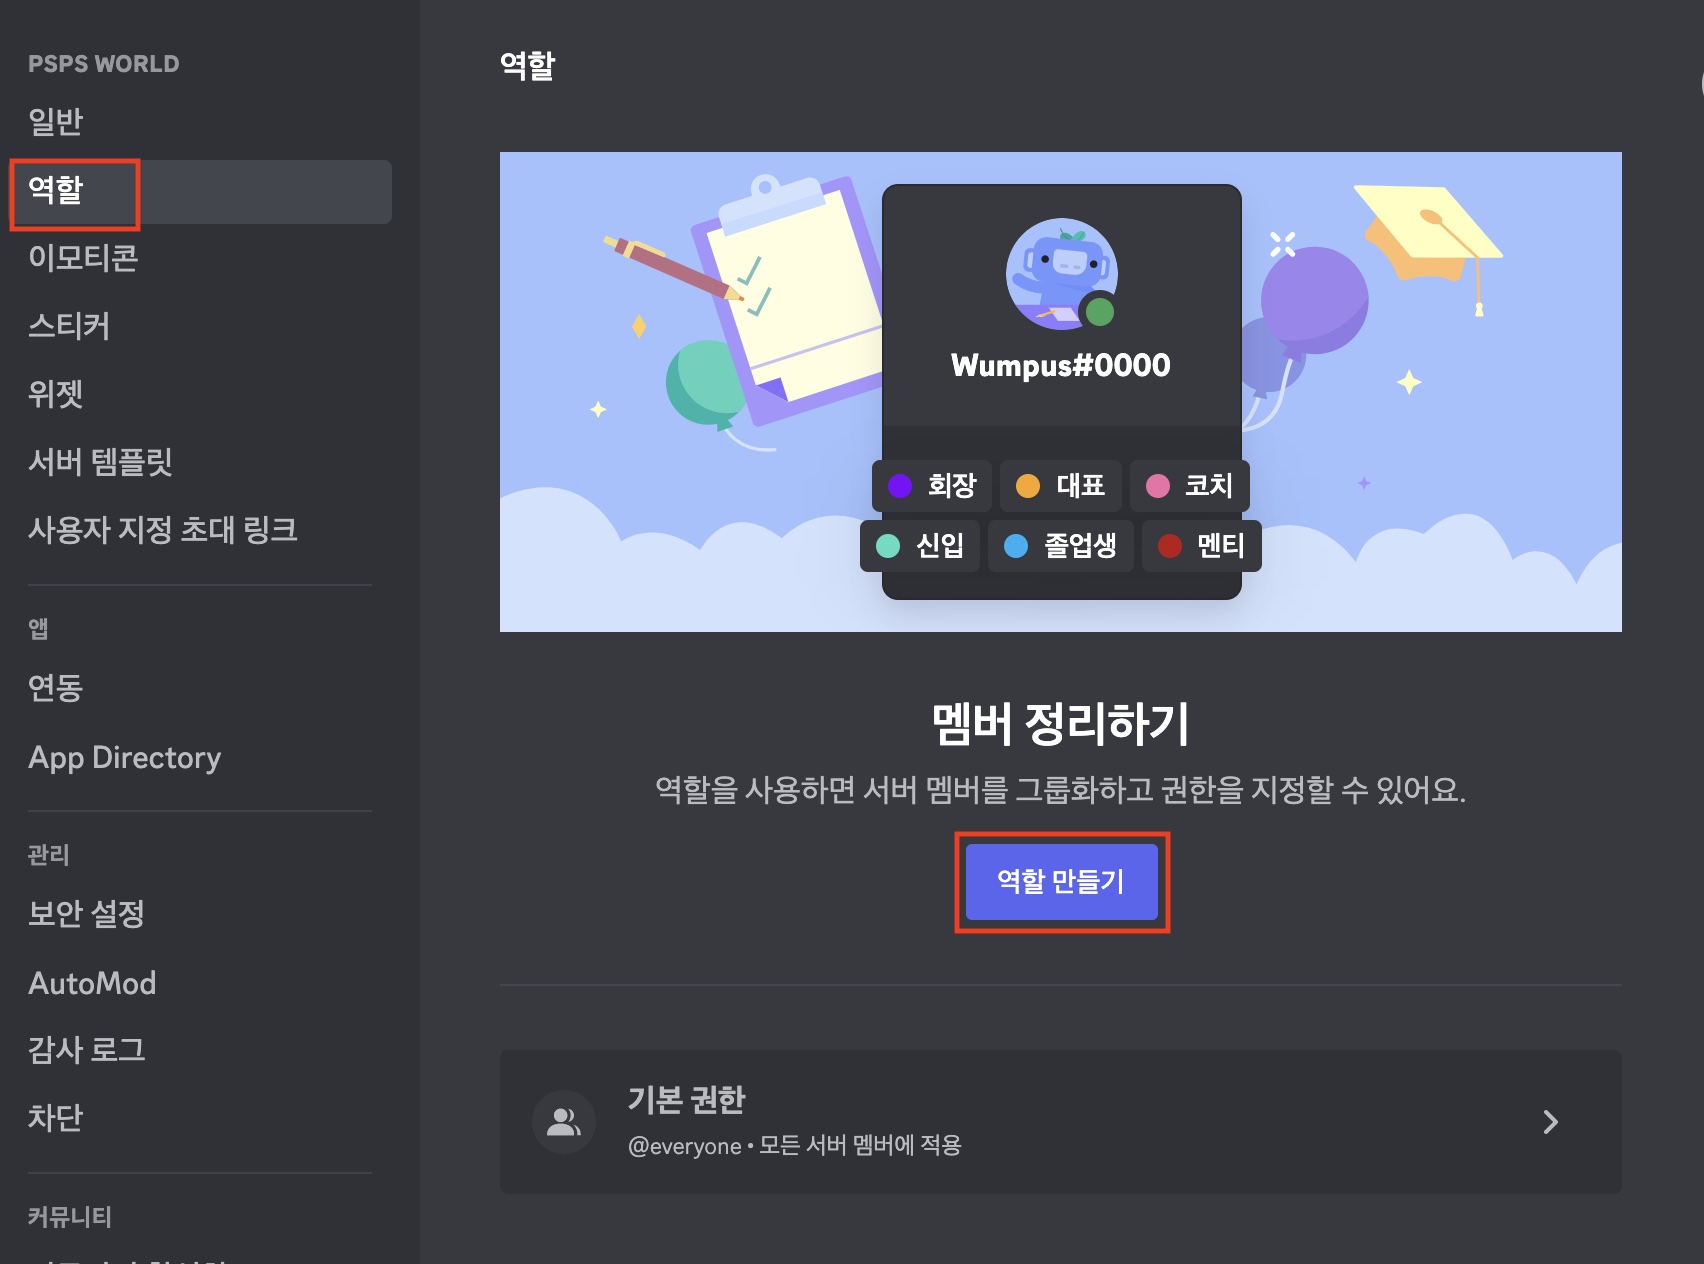 PSPS WORLD
일반
역할
이모티콘
스티커
위젯
서버 템플릿
사용자 지정 초대 링크
앱
연동
App Directory
관리
보안 설정
AutoMod
감사 로그
차단
커뮤니티
역할
Wumpus#0000
회장 대표 코치
신입 졸업생 멘티
멤버 정리하기
역할을 사용하면 서버 멤버를 그룹화하고 권한을 지정할 수 있어요.
역할 만들기
기본 권한
@everyone • 모든 서버 멤버에 적용